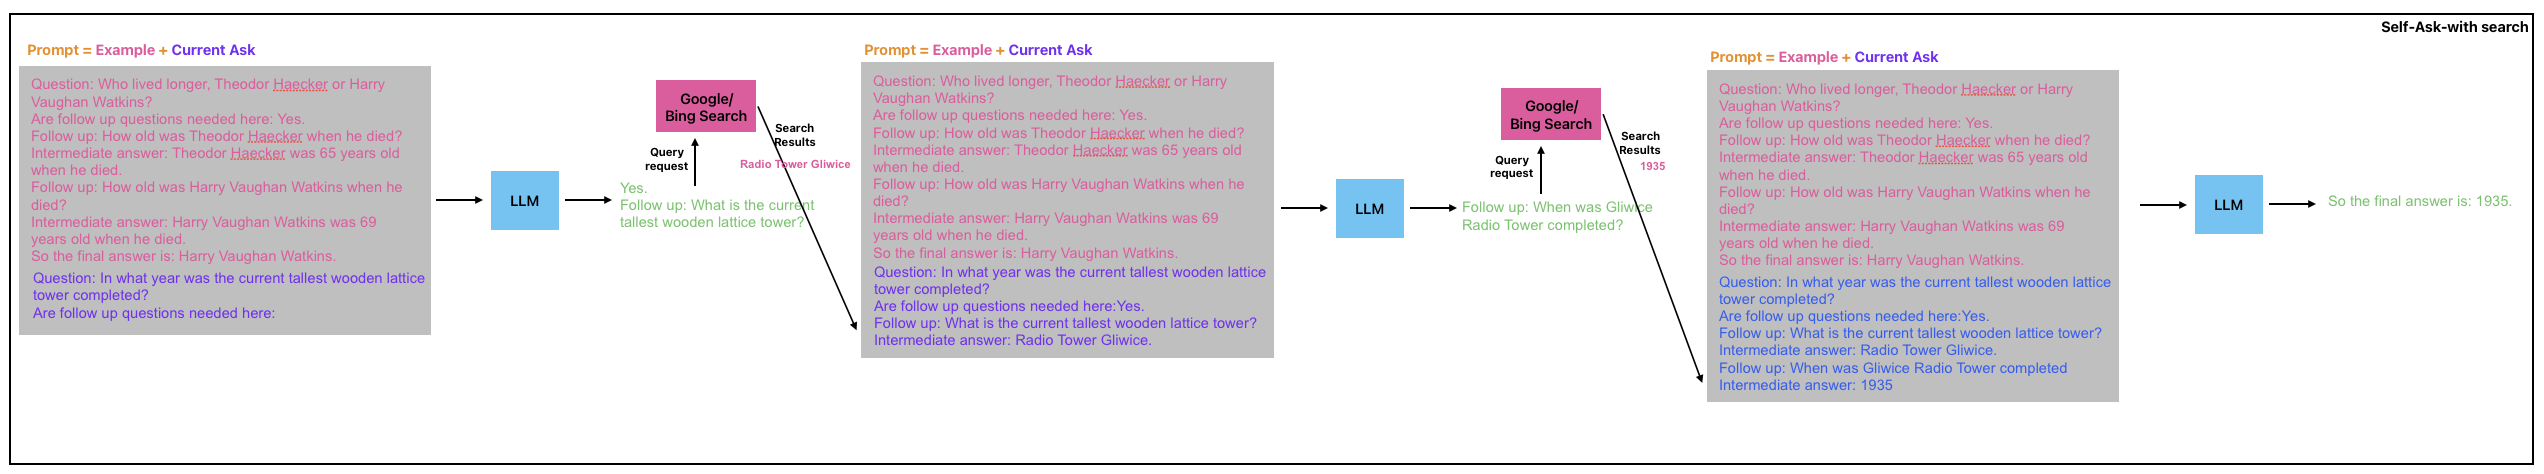 Self-Ask-with search
Prompt = Example + Current Ask
Question: Who lived longer, Theodor Haecker or Harry
Vaughan Watkins?
Are follow up questions needed here: Yes.
Follow up: How old was Theodor Haecker when he died?
Intermediate answer: Theodor Haecker was 65 years old
when he died.
Follow up: How old was Harry Vaughan Watkins when he
died?
Intermediate answer: Harry Vaughan Watkins was 69
years old when he died.
So the final answer is: Harry Vaughan Watkins.
Question: In what year was the current tallest wooden lattice
tower completed?
Are follow up questions needed here:
LLM
Yes.
Follow up: What is the current
tallest wooden lattice tower?
Query
request
Google/
Bing Search
Search
Results
Radio Tower Gliwice
Prompt = Example + Current Ask
Question: Who lived longer, Theodor Haecker or Harry
Vaughan Watkins?
Are follow up questions needed here: Yes.
Follow up: How old was Theodor Haecker when he died?
Intermediate answer: Theodor Haecker was 65 years old
when he died.
Follow up: How old was Harry Vaughan Watkins when he
died?
Intermediate answer: Harry Vaughan Watkins was 69
years old when he died.
So the final answer is: Harry Vaughan Watkins.
Question: In what year was the current tallest wooden lattice
tower completed?
Are follow up questions needed here:Yes.
Follow up: What is the current tallest wooden lattice tower?
Intermediate answer: Radio Tower Gliwice.
LLM
Follow up: When was Gliwice
Radio Tower completed?
Query
request
Google/
Bing Search
Search
Results
1935
Prompt = Example + Current Ask
Question: Who lived longer, Theodor Haecker or Harry
Vaughan Watkins?
Are follow up questions needed here: Yes.
Follow up: How old was Theodor Haecker when he died?
Intermediate answer: Theodor Haecker was 65 years old
when he died.
Follow up: How old was Harry Vaughan Watkins when he
died?
Intermediate answer: Harry Vaughan Watkins was 69
years old when he died.
So the final answer is: Harry Vaughan Watkins.
Question: In what year was the current tallest wooden lattice
tower completed?
Are follow up questions needed here:Yes.
Follow up: What is the current tallest wooden lattice tower?
Intermediate answer: Radio Tower Gliwice.
Follow up: When was Gliwice Radio Tower completed
Intermediate answer: 1935
LLM
So the final answer is: 1935.